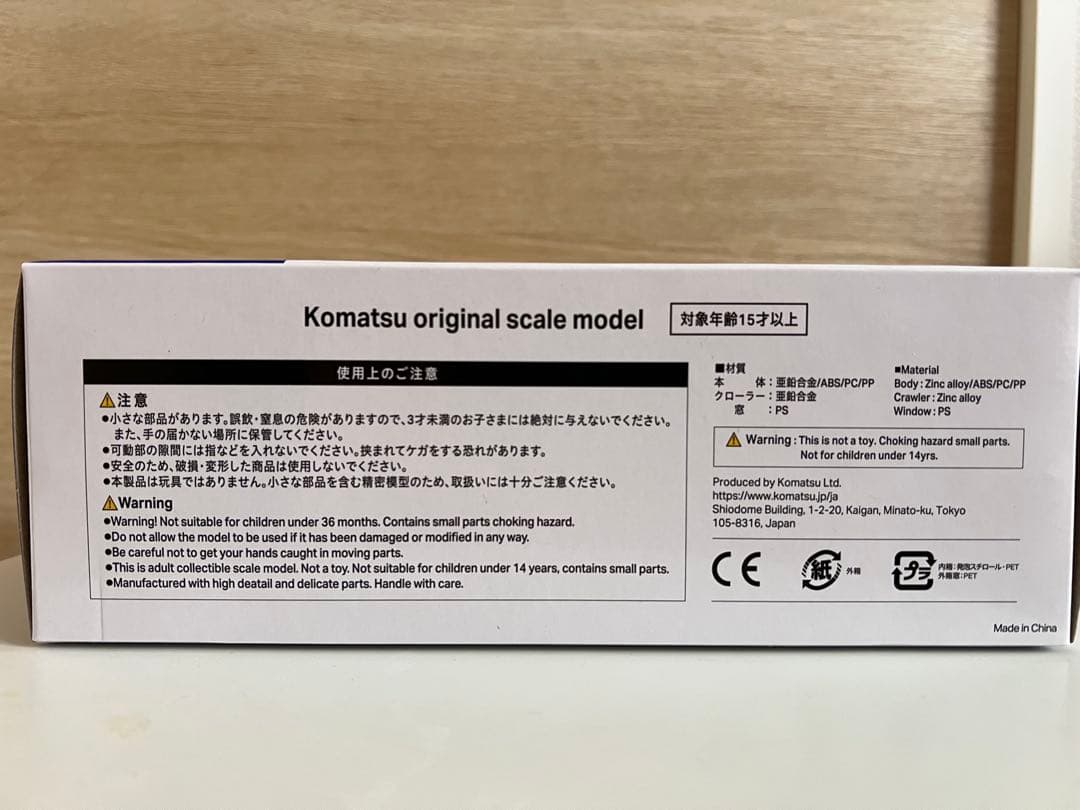 Komatsu original scale model
対象年齢15才以上
使用上のご注意
注意
●小さな部品があります。誤飲・窒息の危険がありますので、3才未満のお子さまには絶対に与えないでください。
また、手の届かない場所に保管してください。
●可動部の隙間には指などを入れないでください。挟まれてケガをする恐れがあります。
●安全のため、破損・変形した商品は使用しないでください。
●本製品は玩具ではありません。小さな部品を含む精密模型のため、取扱いには十分ご注意ください。
Warning
●Warning! Not suitable for children under 36 months. Contains small parts choking hazard.
●Do not allow the model to be used if it has been damaged or modified in any way.
●Be careful not to get your hands caught in moving parts.
●This is adult collectible scale model. Not a toy. Not suitable for children under 14 years, contains small parts.
●Manufactured with high deatail and delicate parts. Handle with care.
■材質
本　体：亜鉛合金/ABS/PC/PP
クローラー：亜鉛合金
窓　：PS
■Material
Body : Zinc alloy/ABS/PC/PP
Crawler : Zinc alloy
Window : PS
Warning : This is not a toy. Choking hazard small parts.
Not for children under 14yrs.
Produced by Komatsu Ltd.
https://www.komatsu.jp/ja
Shiodome Building, 1-2-20, Kaigan, Minato-ku, Tokyo
105-8316, Japan
CE
紙 外箱
プラ 内箱：発泡スチロール・PET
外箱窓：PET
Made in China